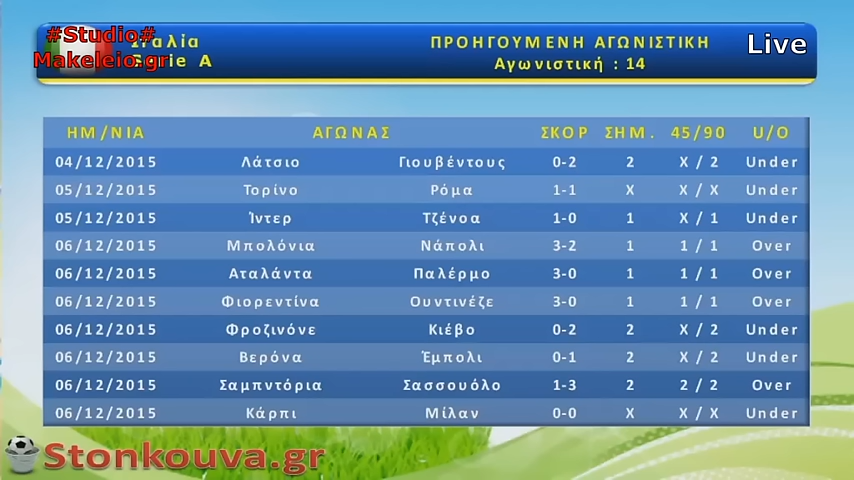 #Studio#
Makeleio.gr
Ιταλία
Serie A
ΠΡΟΗΓΟΥΜΕΝΗ ΑΓΩΝΙΣΤΙΚΗ
Αγωνιστική : 14
Live
ΗΜ/ΝΙΑ ΑΓΩΝΑΣ ΣΚΟΡ ΣΗΜ. 45/90 U/O
04/12/2015 Λάτσιο Γιουβέντους 0-2 2 X / 2 Under
05/12/2015 Τορίνο Ρόμα 1-1 X X / X Under
05/12/2015 Ίντερ Τζένοα 1-0 1 X / 1 Under
06/12/2015 Μπολόνια Νάπολι 3-2 1 1 / 1 Over
06/12/2015 Αταλάντα Παλέρμο 3-0 1 1 / 1 Over
06/12/2015 Φιορεντίνα Ουντινέζε 3-0 1 1 / 1 Over
06/12/2015 Φροζινόνε Κιέβο 0-2 2 X / 2 Under
06/12/2015 Βερόνα Έμπολι 0-1 2 X / 2 Under
06/12/2015 Σαμπντόρια Σασσουόλο 1-3 2 2 / 2 Over
06/12/2015 Κάρπι Μίλαν 0-0 X X / X Under
Stonkouva.gr